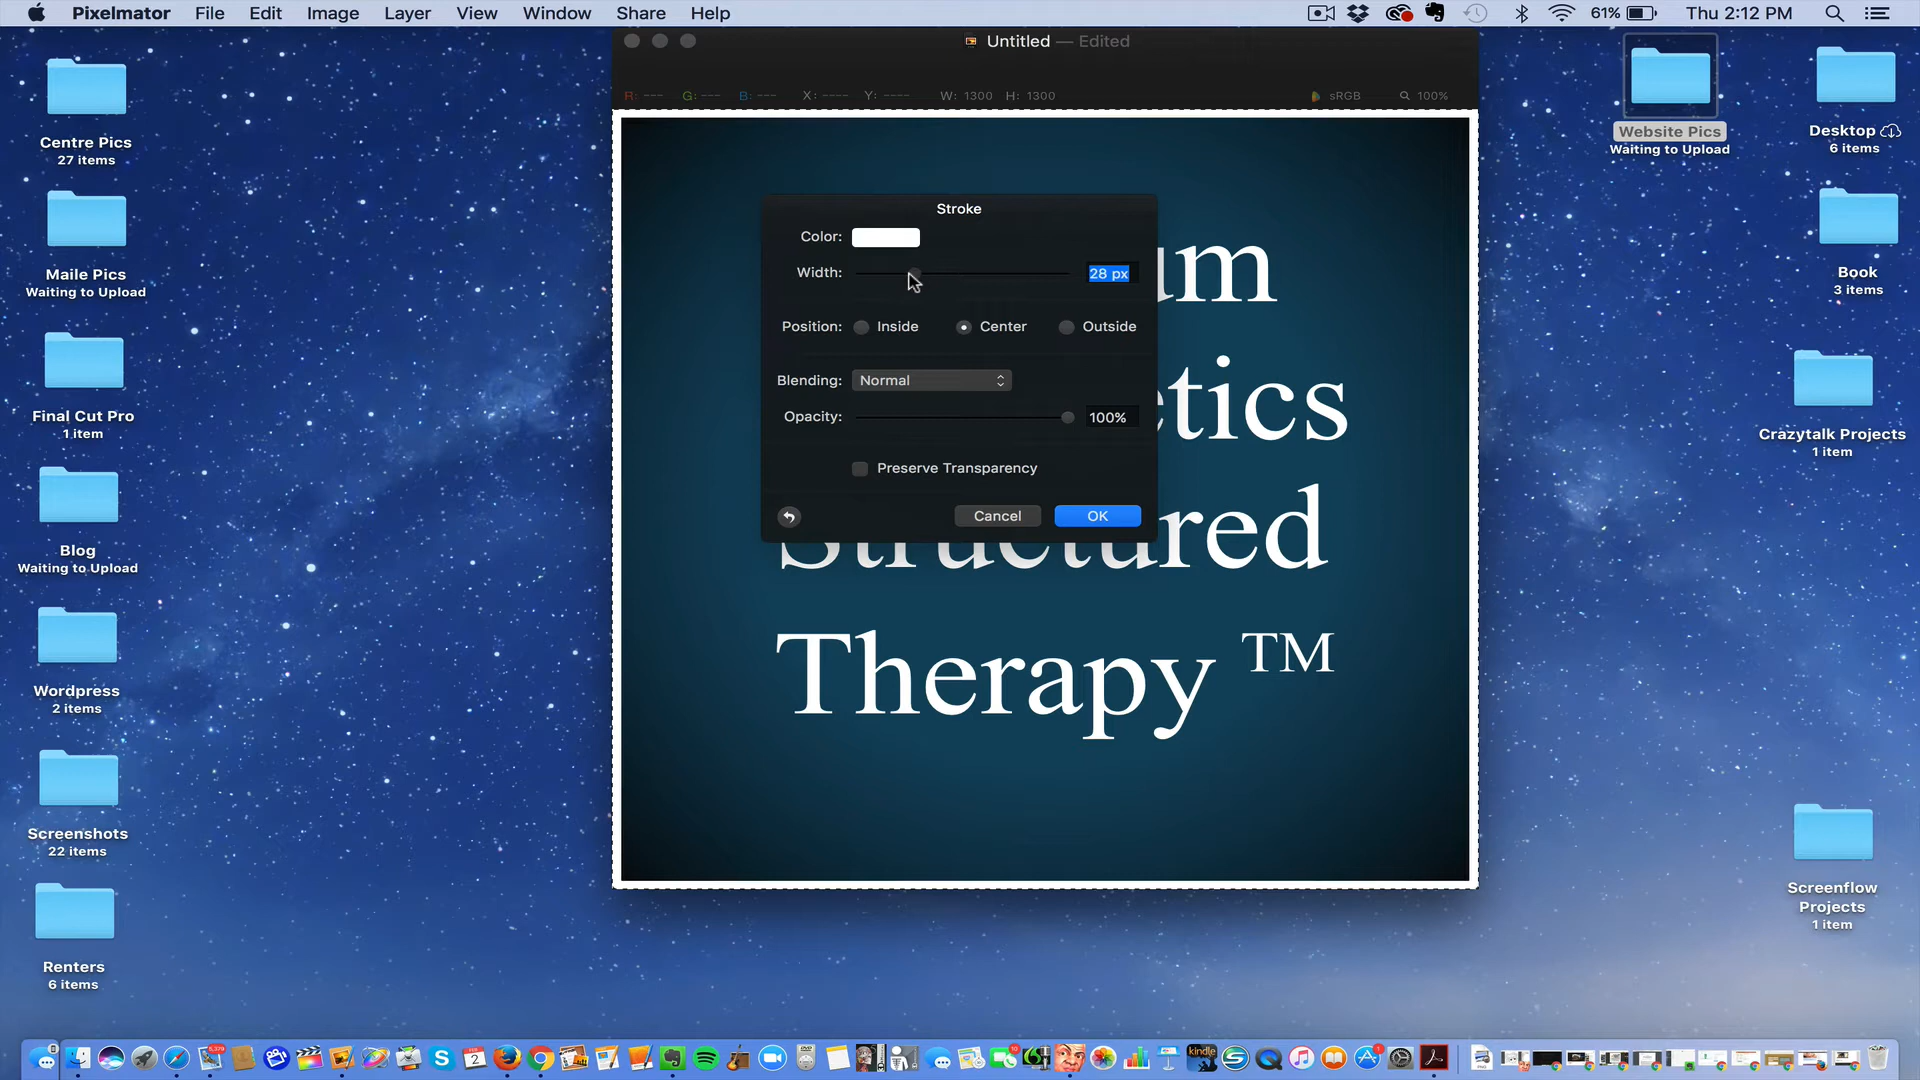 Pixelmator File Edit Image Layer View Window Share Help 61% Thu 2:12 PM
Untitled — Edited
R: --- G: --- B: --- X: ---- Y: ---- W: 1300 H: 1300 sRGB 100%
Centre Pics
27 items
Maile Pics
Waiting to Upload
Final Cut Pro
1 item
Blog
Waiting to Upload
Wordpress
2 items
Screenshots
22 items
Renters
6 items
Stroke
Color:
Width: 28 px
Position: Inside Center Outside
Blending: Normal
Opacity: 100%
Preserve Transparency
Cancel OK
um
etics
Structured
Therapy TM
Website Pics
Waiting to Upload
Desktop
6 items
Book
3 items
Crazytalk Projects
1 item
Screenflow
Projects
1 item